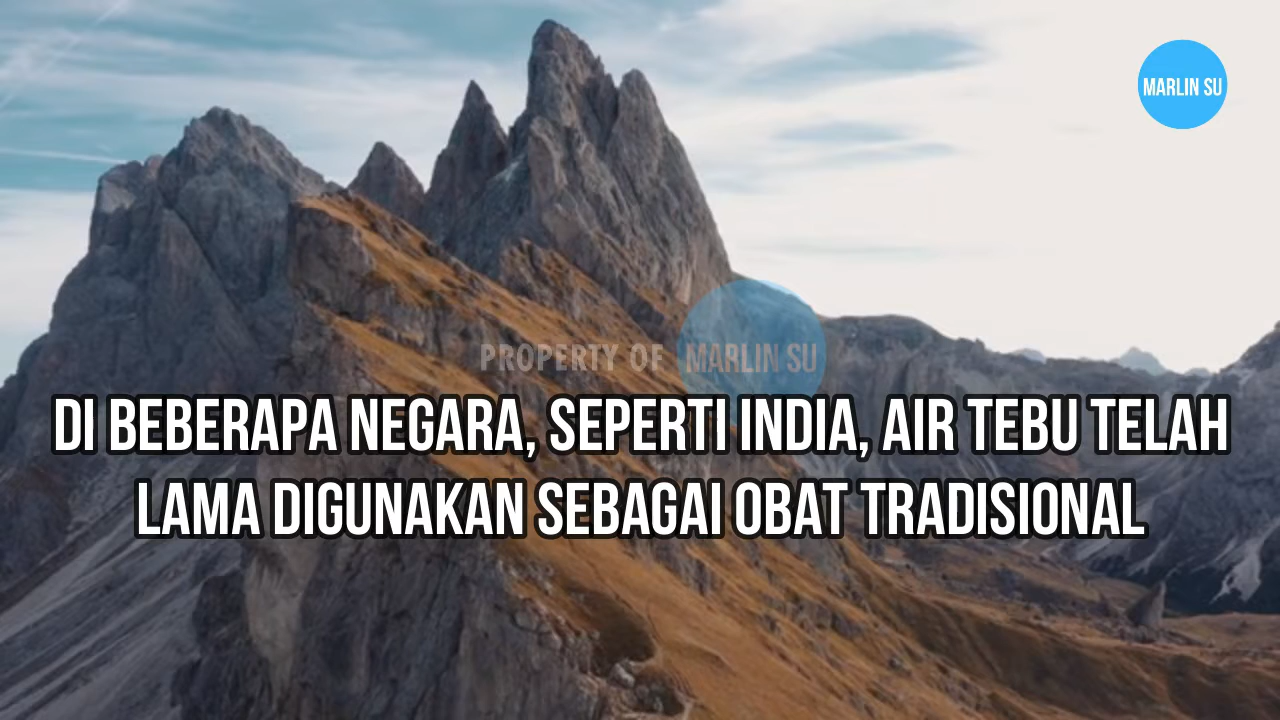 MARLIN SU
PROPERTY OF MARLIN SU
DI BEBERAPA NEGARA, SEPERTI INDIA, AIR TEBU TELAH
LAMA DIGUNAKAN SEBAGAI OBAT TRADISIONAL